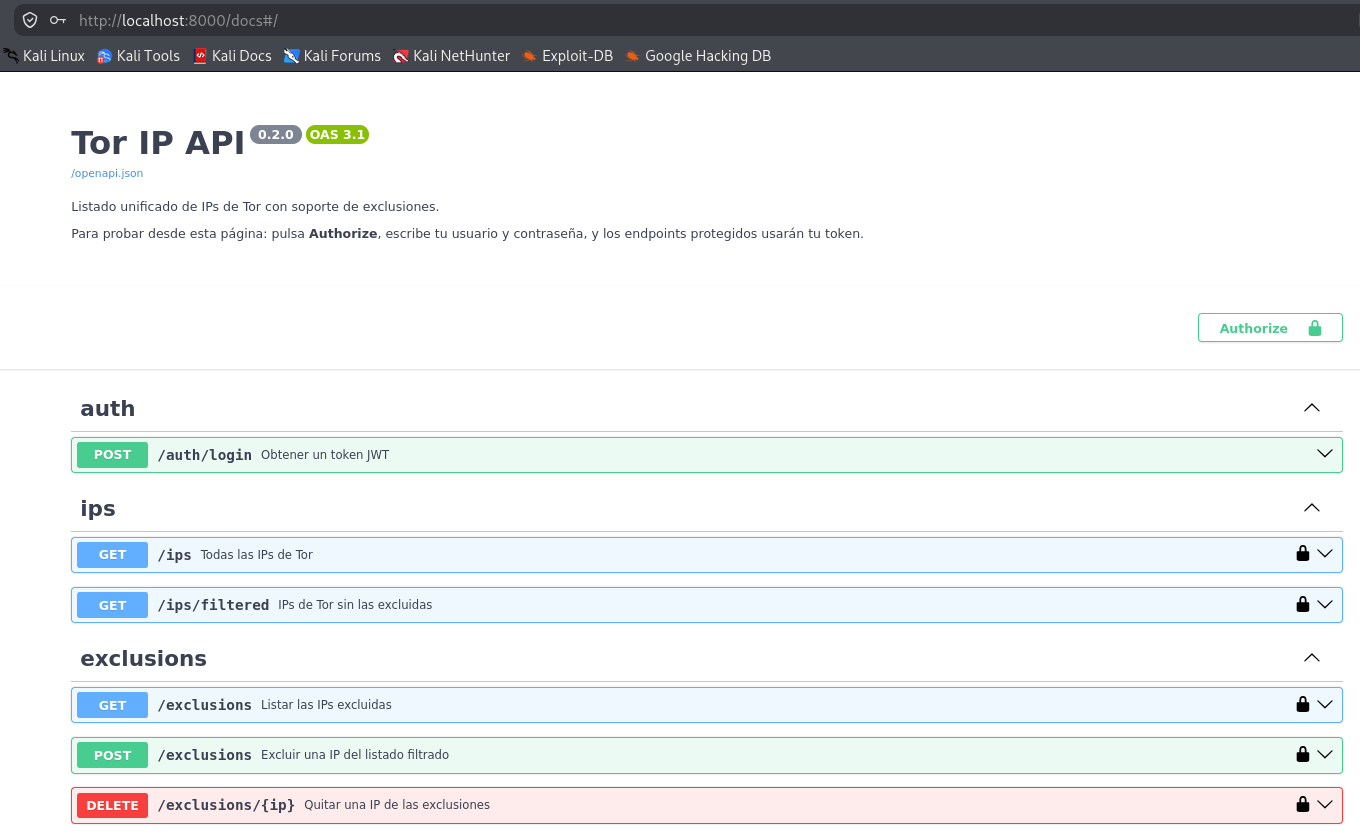 http://localhost:8000/docs#/
Kali Linux Kali Tools Kali Docs Kali Forums Kali NetHunter Exploit-DB Google Hacking DB
Tor IP API 0.2.0 OAS 3.1
/openapi.json
Listado unificado de IPs de Tor con soporte de exclusiones.
Para probar desde esta página: pulsa Authorize, escribe tu usuario y contraseña, y los endpoints protegidos usarán tu token.
Authorize
auth
POST /auth/login Obtener un token JWT
ips
GET /ips Todas las IPs de Tor
GET /ips/filtered IPs de Tor sin las excluidas
exclusions
GET /exclusions Listar las IPs excluidas
POST /exclusions Excluir una IP del listado filtrado
DELETE /exclusions/{ip} Quitar una IP de las exclusiones